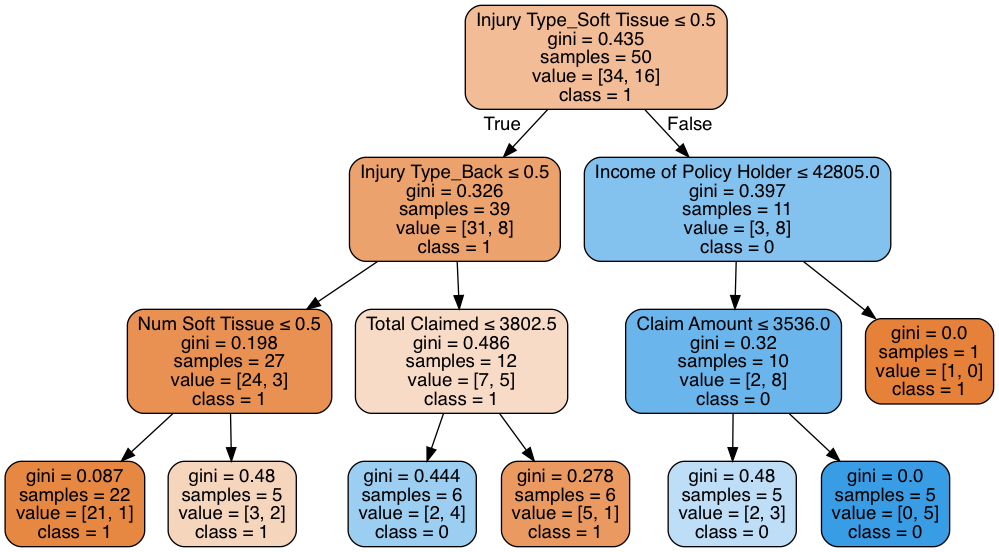 Injury Type_Soft Tissue ≤ 0.5
gini = 0.435
samples = 50
value = [34, 16]
class = 1
True
False
Injury Type_Back ≤ 0.5
gini = 0.326
samples = 39
value = [31, 8]
class = 1
Income of Policy Holder ≤ 42805.0
gini = 0.397
samples = 11
value = [3, 8]
class = 0
Num Soft Tissue ≤ 0.5
gini = 0.198
samples = 27
value = [24, 3]
class = 1
Total Claimed ≤ 3802.5
gini = 0.486
samples = 12
value = [7, 5]
class = 1
Claim Amount ≤ 3536.0
gini = 0.32
samples = 10
value = [2, 8]
class = 0
gini = 0.0
samples = 1
value = [1, 0]
class = 1
gini = 0.087
samples = 22
value = [21, 1]
class = 1
gini = 0.48
samples = 5
value = [3, 2]
class = 1
gini = 0.444
samples = 6
value = [2, 4]
class = 0
gini = 0.278
samples = 6
value = [5, 1]
class = 1
gini = 0.48
samples = 5
value = [2, 3]
class = 0
gini = 0.0
samples = 5
value = [0, 5]
class = 0